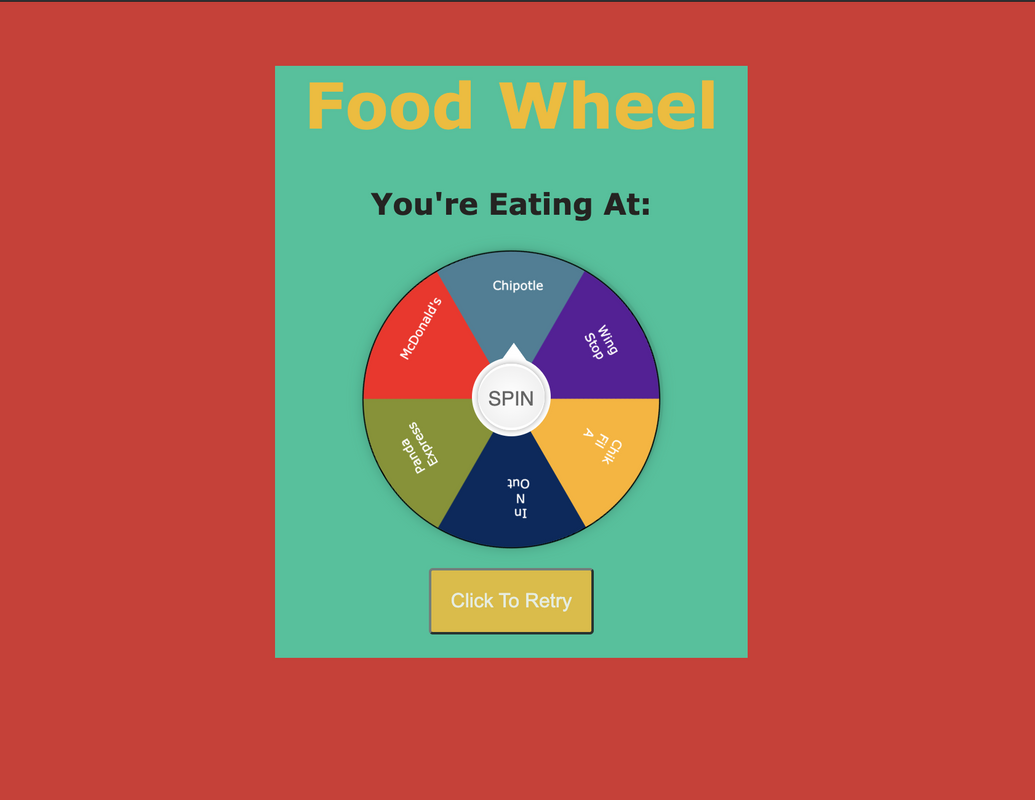 Food Wheel
You're Eating At:
Chipotle
Wing
Stop
Chik
Fil
A
In
N
Out
Panda
Express
McDonald's
SPIN
Click To Retry